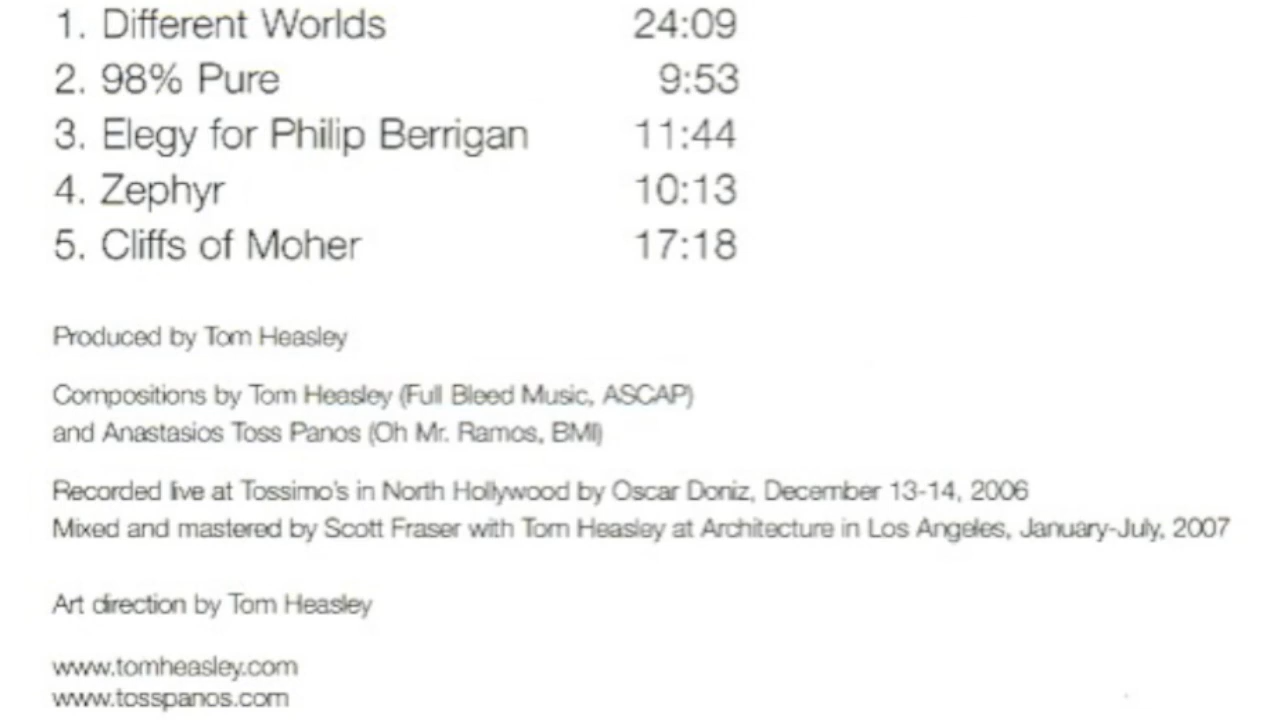 1. Different Worlds 24:09
2. 98% Pure 9:53
3. Elegy for Philip Berrigan 11:44
4. Zephyr 10:13
5. Cliffs of Moher 17:18
Produced by Tom Heasley
Compositions by Tom Heasley (Full Bleed Music, ASCAP)
and Anastasios Toss Panos (Oh Mr. Ramos, BMI)
Recorded live at Tossimo's in North Hollywood by Oscar Doniz, December 13-14, 2006
Mixed and mastered by Scott Fraser with Tom Heasley at Architecture in Los Angeles, January-July, 2007
Art direction by Tom Heasley
www.tomheasley.com
www.tosspanos.com